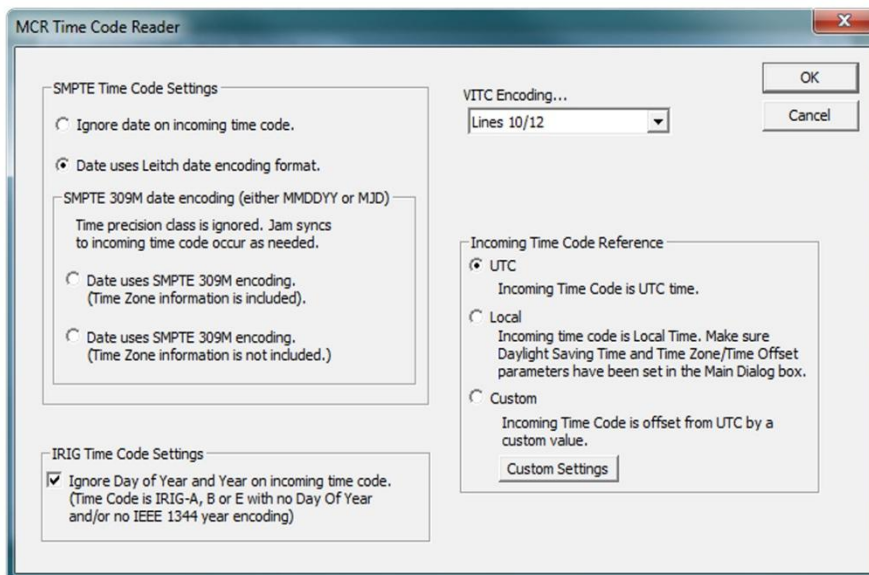 MCR Time Code Reader
SMPTE Time Code Settings
Ignore date on incoming time code.
Date uses Leitch date encoding format.
SMPTE 309M date encoding (either MMDDYY or MJD)
Time precision class is ignored. Jam syncs
to incoming time code occur as needed.
Date uses SMPTE 309M encoding.
(Time Zone information is included).
Date uses SMPTE 309M encoding.
(Time Zone information is not included.)
IRIG Time Code Settings
Ignore Day of Year and Year on incoming time code.
(Time Code is IRIG-A, B or E with no Day Of Year
and/or no IEEE 1344 year encoding)
VITC Encoding...
Lines 10/12
OK
Cancel
Incoming Time Code Reference
UTC
Incoming Time Code is UTC time.
Local
Incoming time code is Local Time. Make sure
Daylight Saving Time and Time Zone/Time Offset
parameters have been set in the Main Dialog box.
Custom
Incoming Time Code is offset from UTC by a
custom value.
Custom Settings